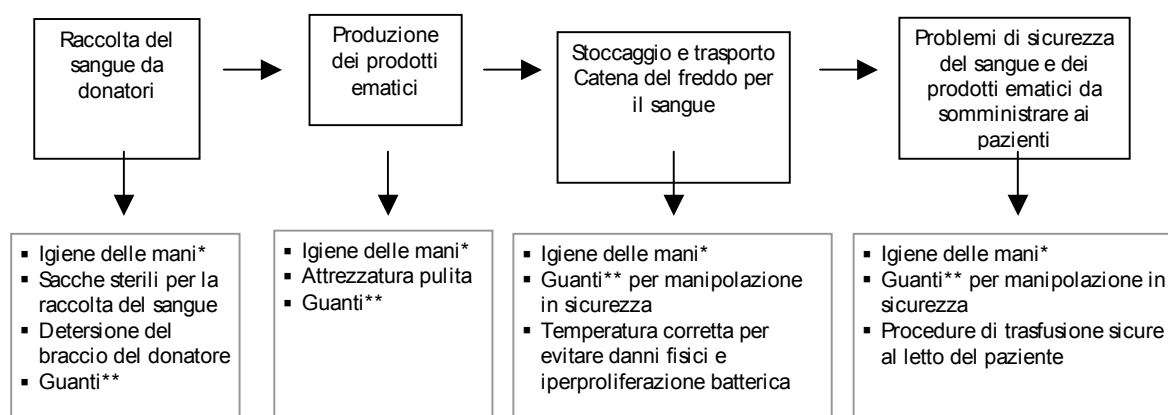 Raccolta del
sangue da
donatori
Produzione
dei prodotti
ematici
Stoccaggio e trasporto
Catena del freddo per
il sangue
Problemi di sicurezza
del sangue e dei
prodotti ematici da
somministrare ai
pazienti
▪ Igiene delle mani*
▪ Sacche sterili per la
raccolta del sangue
▪ Detersione del
braccio del donatore
▪ Guanti**
▪ Igiene delle mani*
▪ Attrezzatura pulita
▪ Guanti**
▪ Igiene delle mani*
▪ Guanti** per manipolazione
in sicurezza
▪ Temperatura corretta per
evitare danni fisici e
iperproliferazione batterica
▪ Igiene delle mani*
▪ Guanti** per manipolazione in
sicurezza
▪ Procedure di trasfusione sicure
al letto del paziente